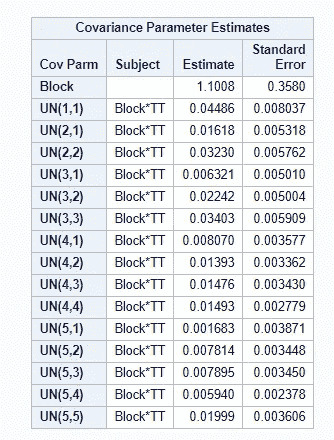 Covariance Parameter Estimates
Cov Parm Subject Estimate Standard Error
Block 1.1008 0.3580
UN(1,1) Block*TT 0.04486 0.008037
UN(2,1) Block*TT 0.01618 0.005318
UN(2,2) Block*TT 0.03230 0.005762
UN(3,1) Block*TT 0.006321 0.005010
UN(3,2) Block*TT 0.02242 0.005004
UN(3,3) Block*TT 0.03403 0.005909
UN(4,1) Block*TT 0.008070 0.003577
UN(4,2) Block*TT 0.01393 0.003362
UN(4,3) Block*TT 0.01476 0.003430
UN(4,4) Block*TT 0.01493 0.002779
UN(5,1) Block*TT 0.001683 0.003871
UN(5,2) Block*TT 0.007814 0.003448
UN(5,3) Block*TT 0.007895 0.003450
UN(5,4) Block*TT 0.005940 0.002378
UN(5,5) Block*TT 0.01999 0.003606